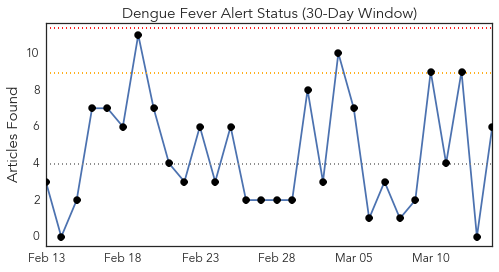 Dengue Fever Alert Status (30-Day Window)
Articles Found
10
8
6
4
2
0
Feb 13 Feb 18 Feb 23 Feb 28 Mar 05 Mar 10